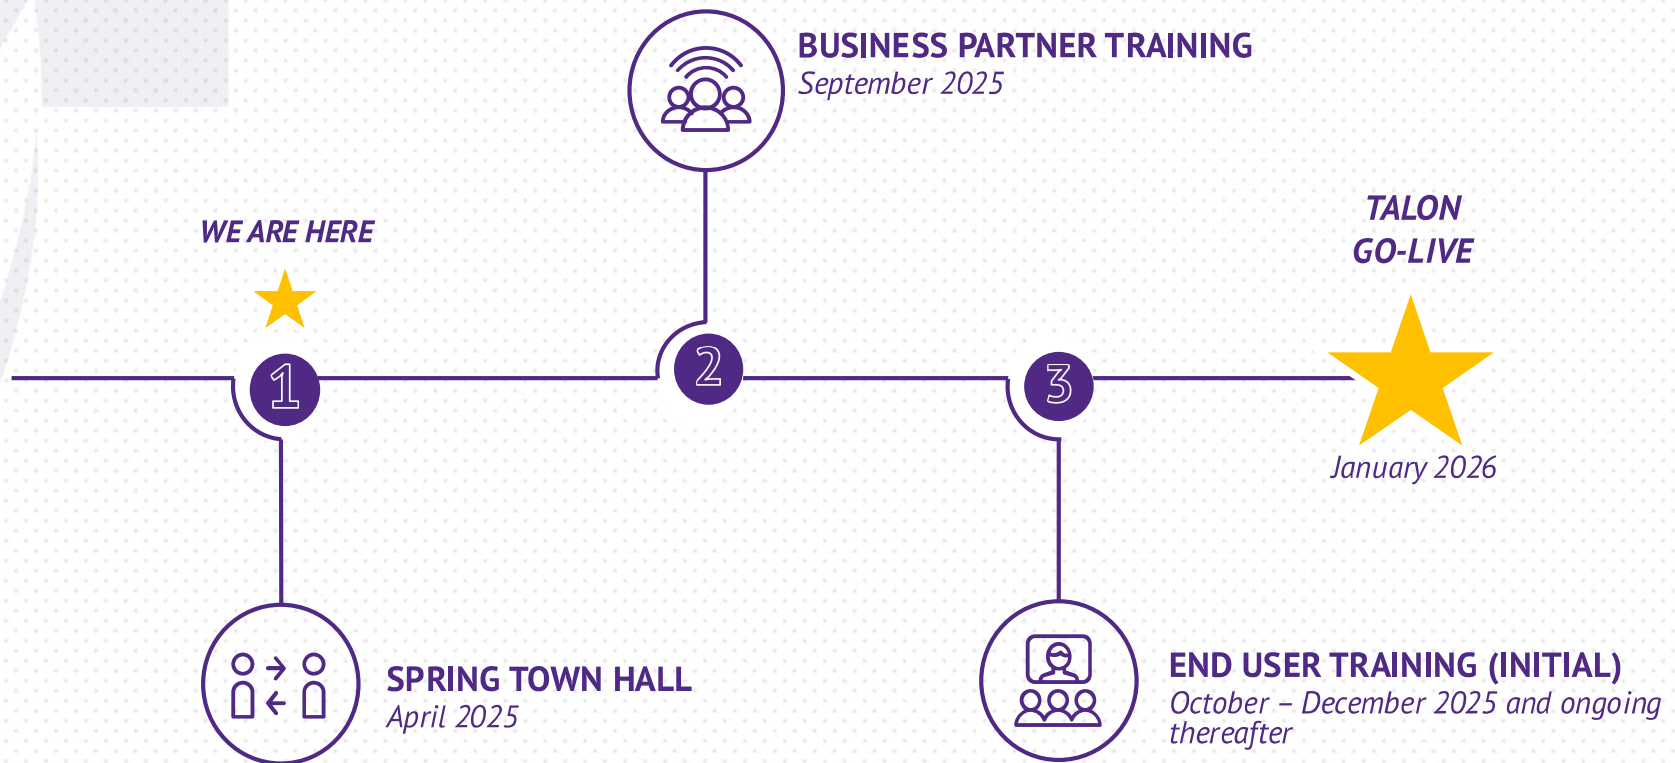 BUSINESS PARTNER TRAINING
September 2025
WE ARE HERE
TALON
GO-LIVE
1
2
3
January 2026
SPRING TOWN HALL
April 2025
END USER TRAINING (INITIAL)
October – December 2025 and ongoing
thereafter